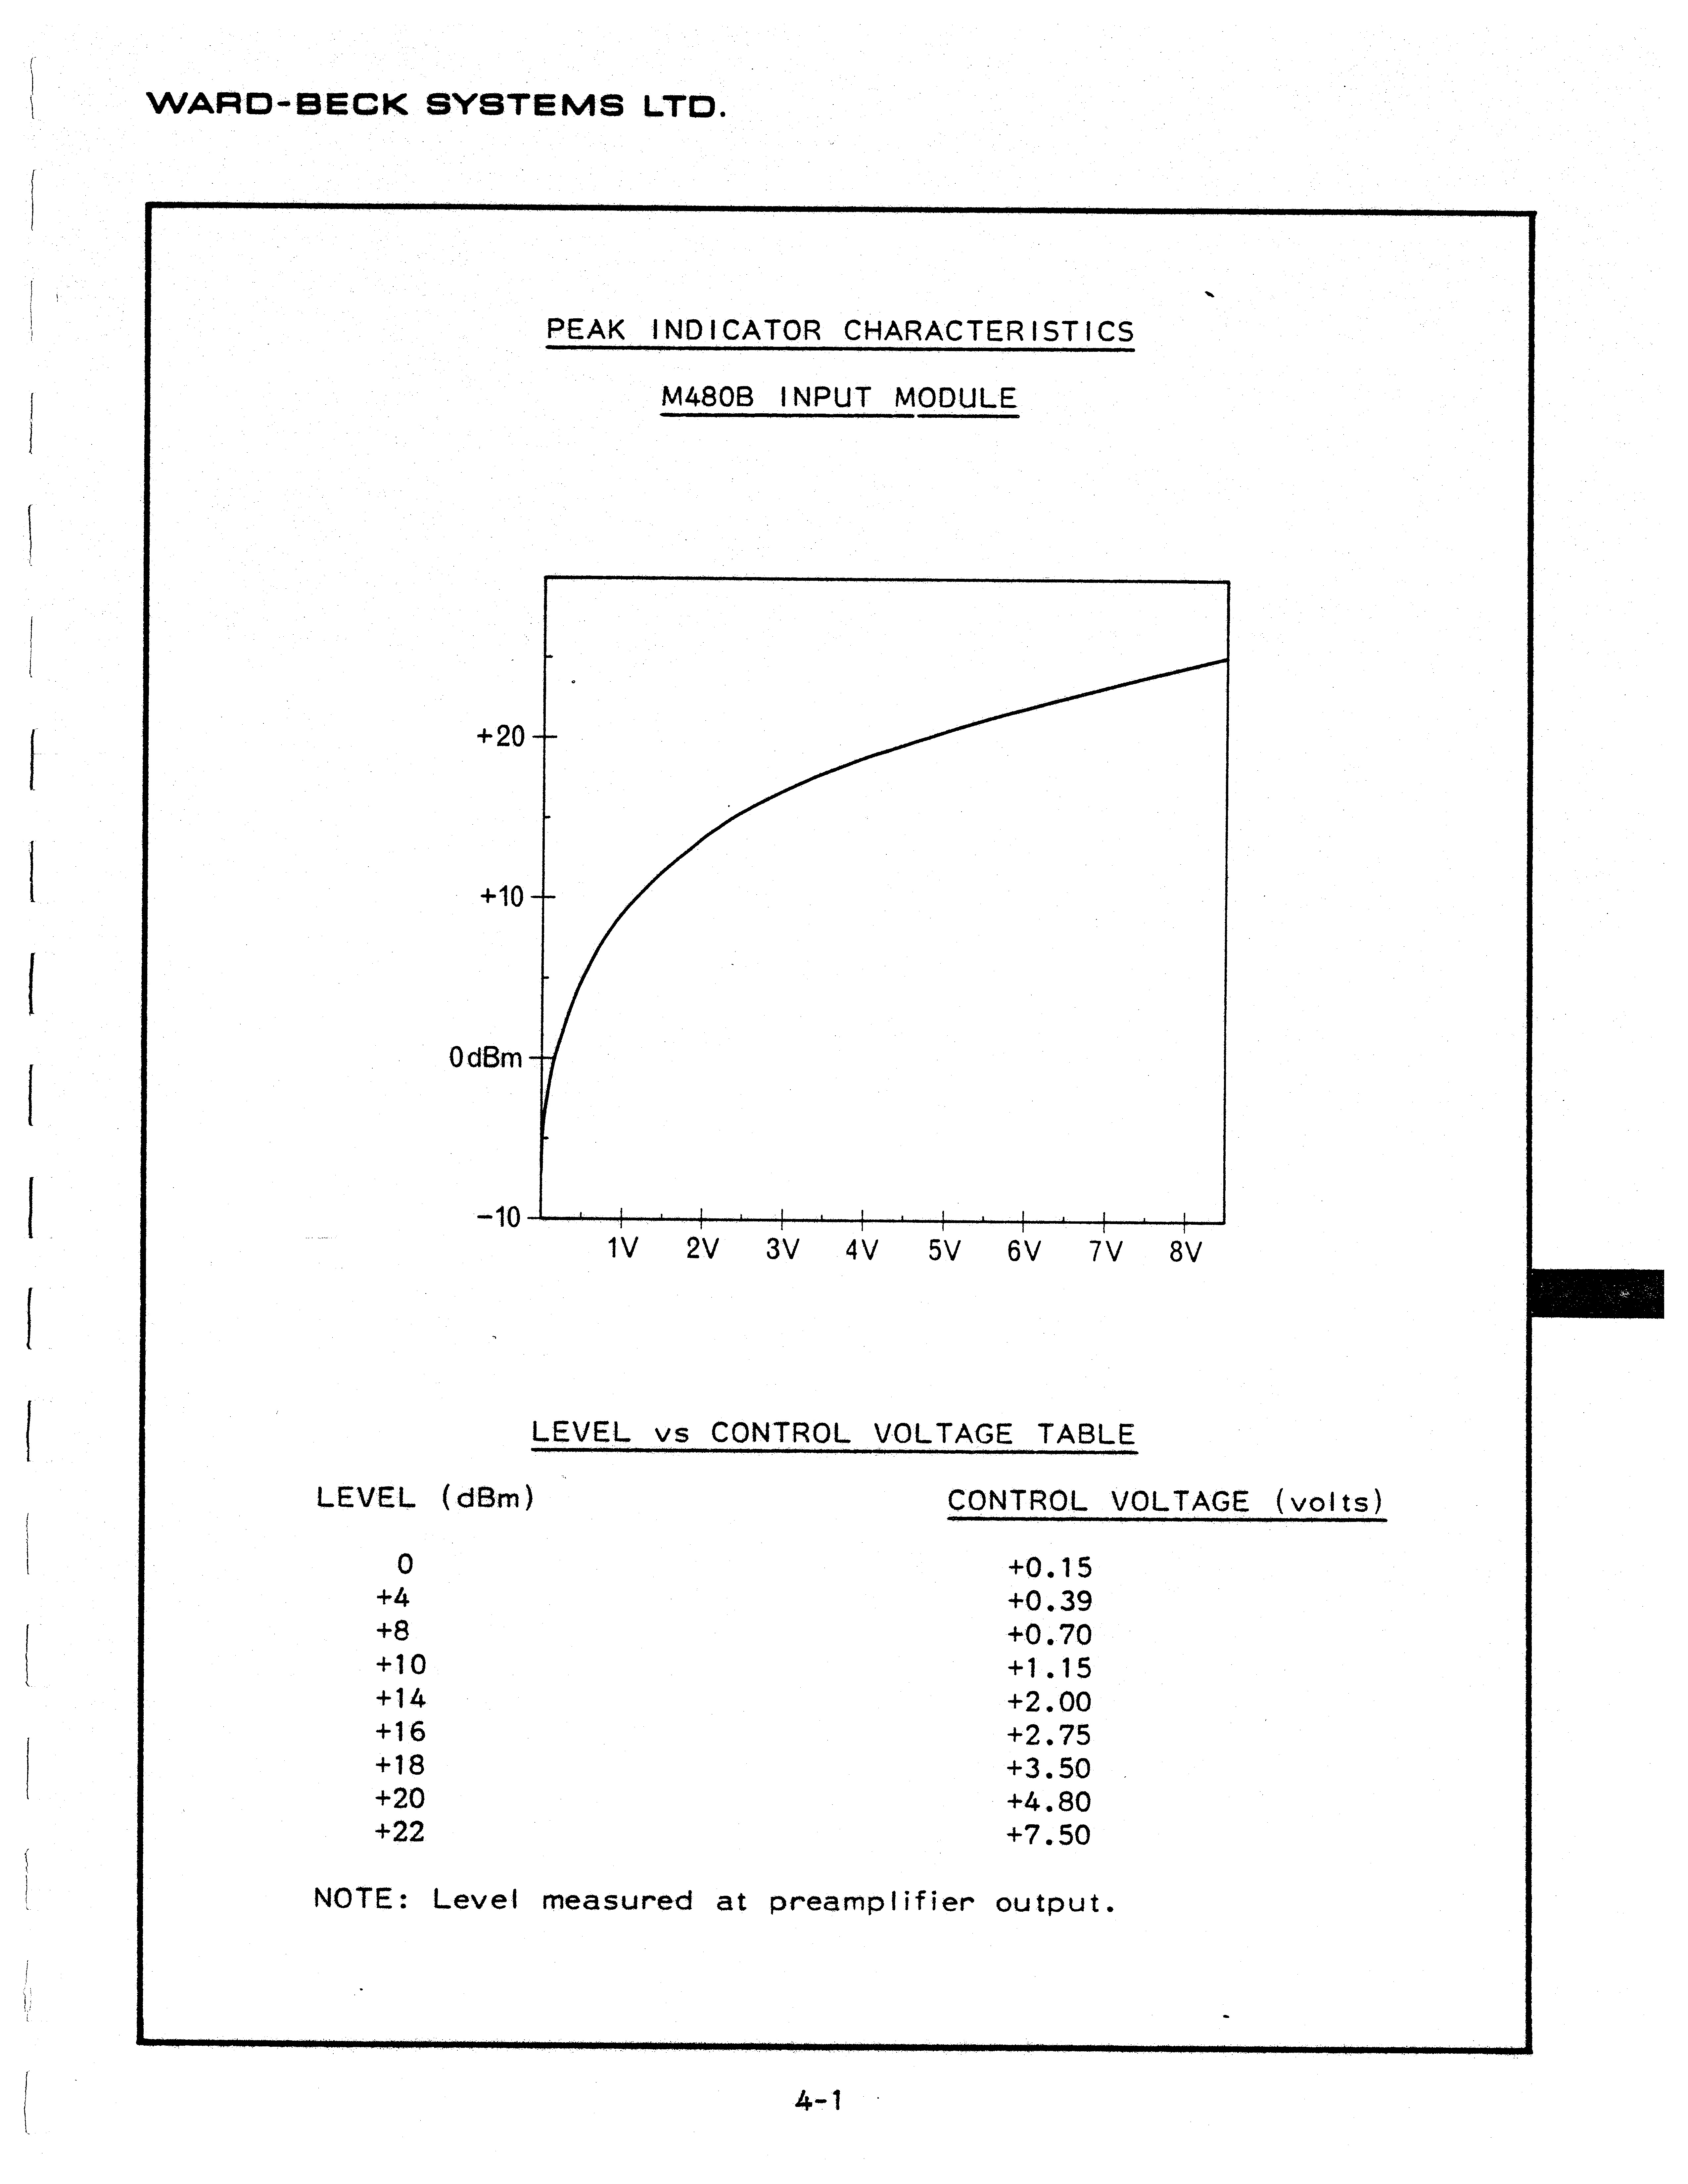 WARD-BECK SYSTEMS LTD.
PEAK INDICATOR CHARACTERISTICS
M480B INPUT MODULE
+20
+10
0dBm
-10
1V 2V 3V 4V 5V 6V 7V 8V
LEVEL vs CONTROL VOLTAGE TABLE
LEVEL (dBm) CONTROL VOLTAGE (volts)
0 +0.15
+4 +0.39
+8 +0.70
+10 +1.15
+14 +2.00
+16 +2.75
+18 +3.50
+20 +4.80
+22 +7.50
NOTE: Level measured at preamplifier output.
4-1